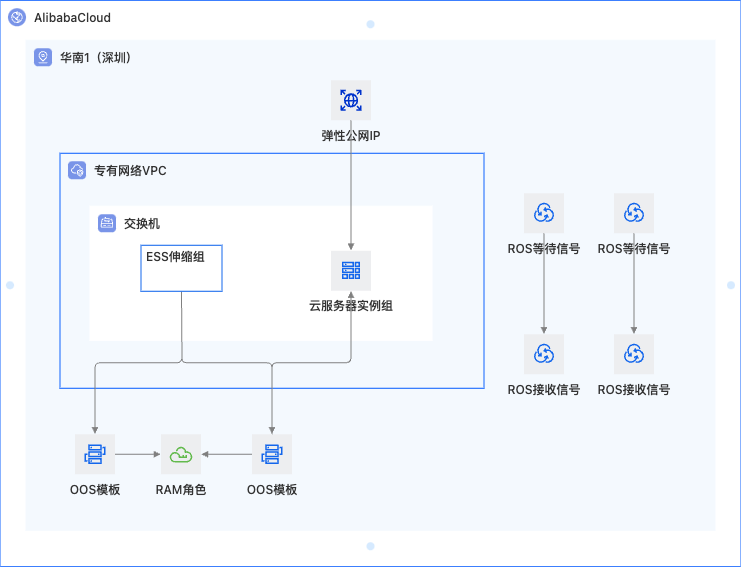 AlibabaCloud
华南1（深圳）
弹性公网IP
专有网络VPC
交换机
ESS伸缩组
云服务器实例组
ROS等待信号
ROS等待信号
ROS接收信号
ROS接收信号
OOS模板
RAM角色
OOS模板